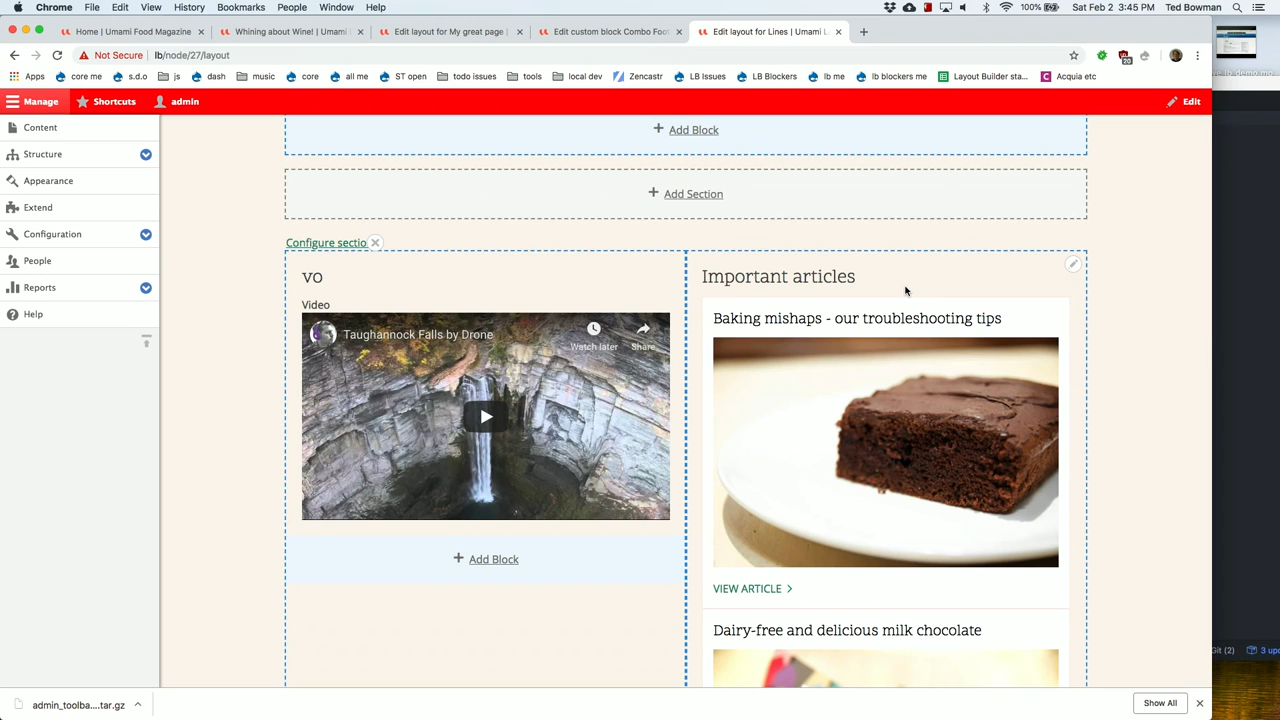 Chrome File Edit View History Bookmarks People Window Help 100% Sat Feb 2 3:45 PM Ted Bowman
Home | Umami Food Magazine Whining about Wine! | Umami Edit layout for My great page Edit custom block Combo Foo Edit layout for Lines | Umami
Not Secure lb/node/27/layout 20
Apps core me s.d.o js dash music core all me ST open todo issues tools local dev Zencastr LB Issues LB Blockers lb me lb blockers me Layout Builder sta... Acquia etc
Manage Shortcuts admin Edit
Content
Structure
Appearance
Extend
Configuration
People
Reports
Help
Add Block
Add Section
Configure sectio
vo
Video
Taughannock Falls by Drone
Watch later Share
Add Block
Important articles
Baking mishaps - our troubleshooting tips
VIEW ARTICLE
Dairy-free and delicious milk chocolate
Git (2) 3 up
admin_toolba....tar.gz Show All